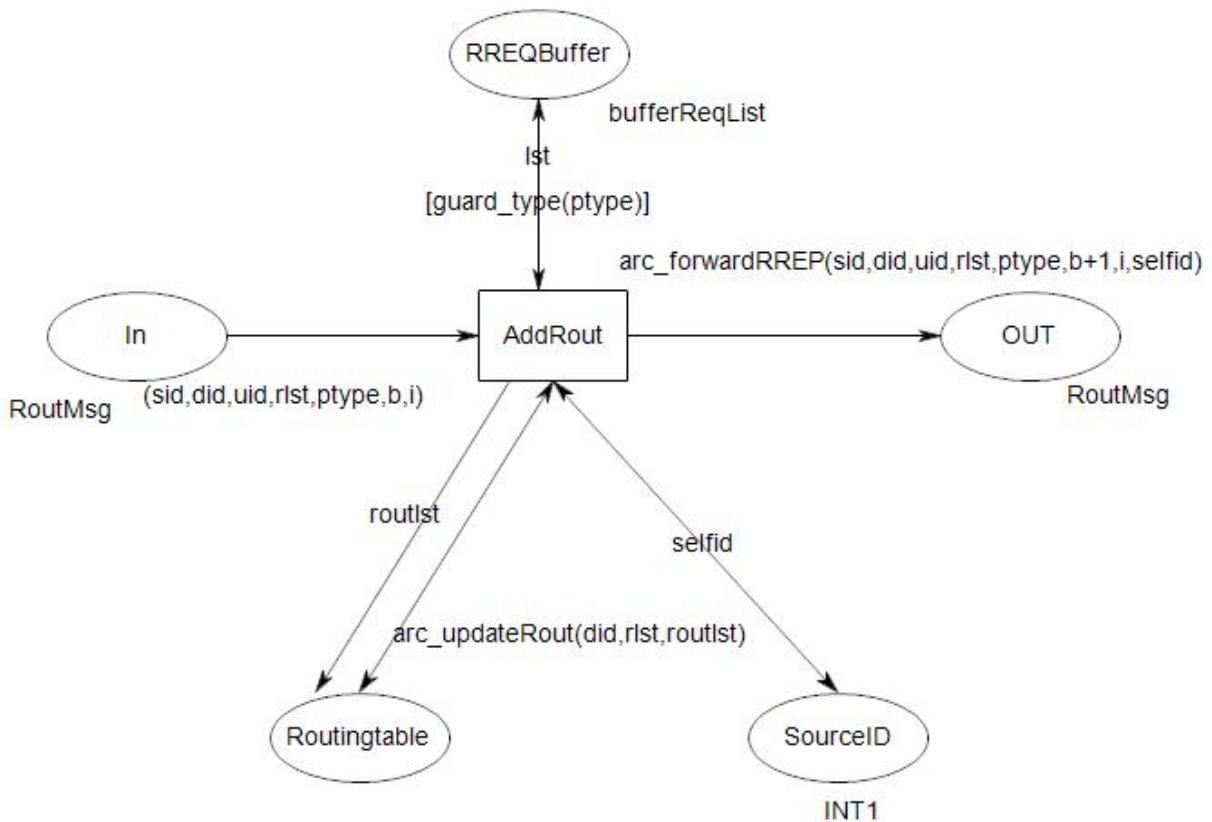 RREQBuffer
bufferReqList
lst
[guard_type(ptype)]
arc_forwardRREP(sid,did,uid,rlst,ptype,b+1,i,selfid)
In
AddRout
OUT
RoutMsg
(sid,did,uid,rlst,ptype,b,i)
RoutMsg
routlst
selfid
arc_updateRout(did,rlst,routlst)
Routingtable
SourceID
INT1